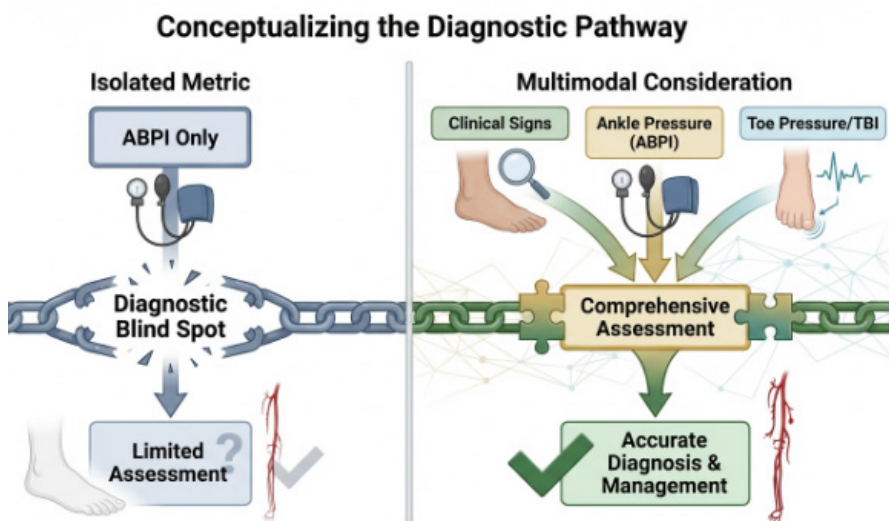 Conceptualizing the Diagnostic Pathway
Isolated Metric
ABPI Only
Diagnostic
Blind Spot
Limited
Assessment
?
Multimodal Consideration
Clinical Signs
Ankle Pressure
(ABPI)
Toe Pressure/TBI
Comprehensive
Assessment
Accurate
Diagnosis &
Management